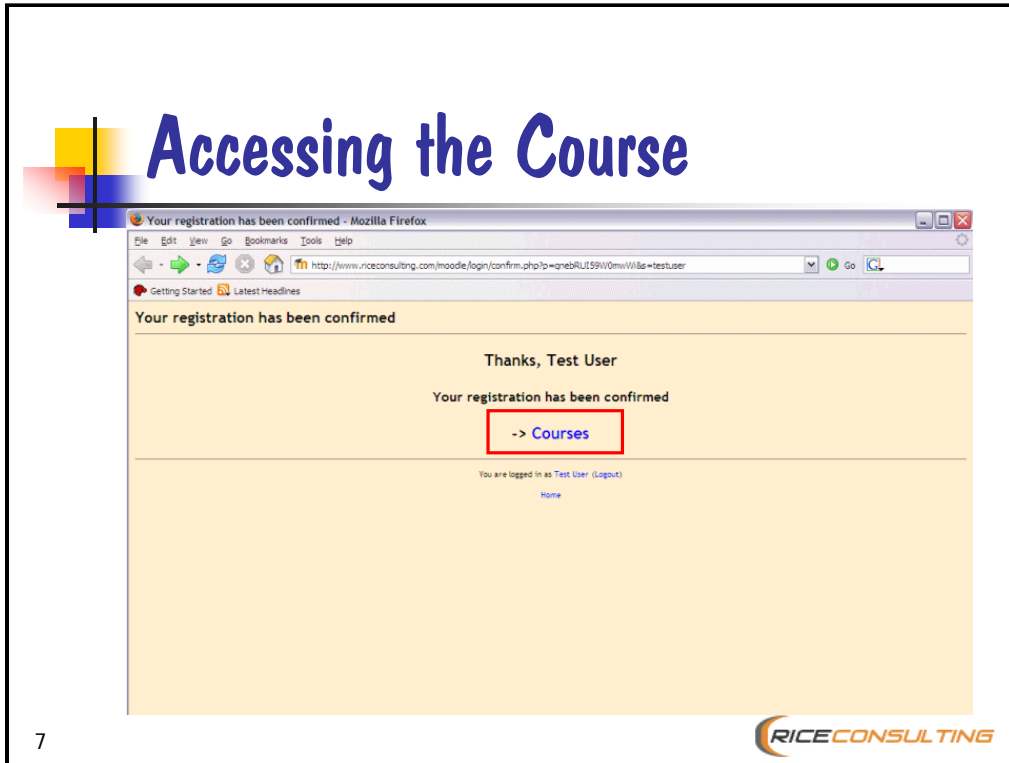 Accessing the Course
Your registration has been confirmed - Mozilla Firefox
File Edit View Go Bookmarks Tools Help
http://www.riceconsulting.com/moodle/login/confirm.php?p=qnebRUI59W0mwWi&s=testuser
Go
Getting Started Latest Headlines
Your registration has been confirmed
Thanks, Test User
Your registration has been confirmed
-> Courses
You are logged in as Test User (Logout)
Home
7
RICECONSULTING